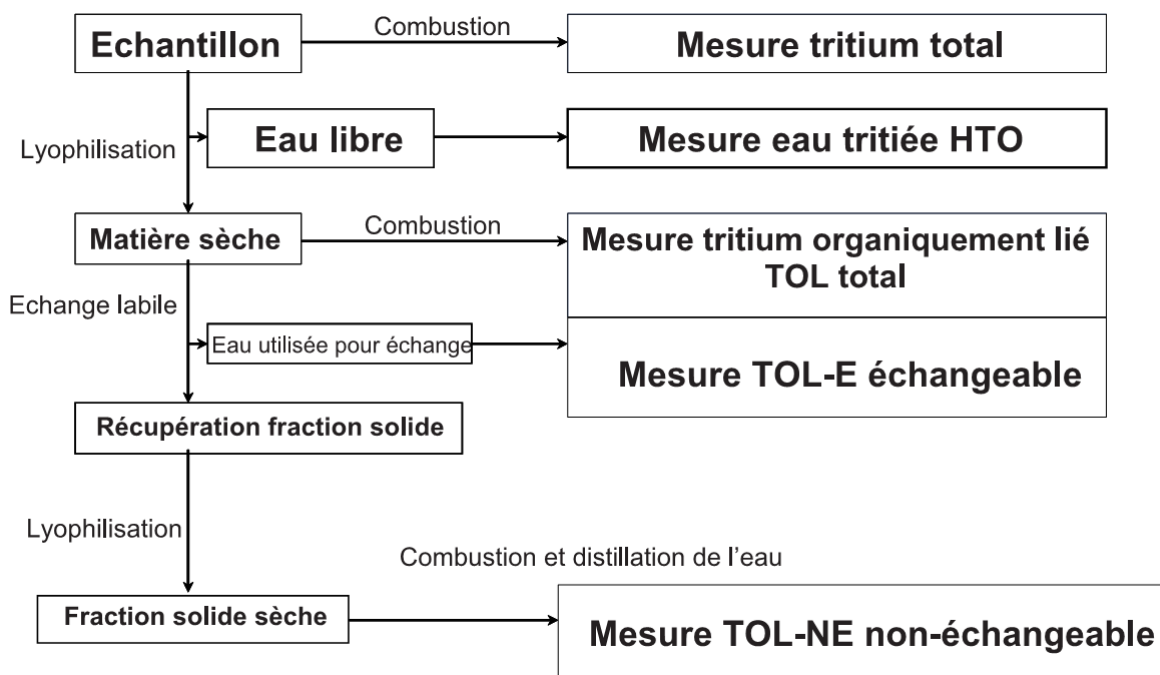 Echantillon
Combustion
Mesure tritium total
Lyophilisation
Eau libre
Mesure eau tritiée HTO
Matière sèche
Combustion
Mesure tritium organiquement lié
TOL total
Echange labile
Eau utilisée pour échange
Mesure TOL-E échangeable
Récupération fraction solide
Lyophilisation
Combustion et distillation de l'eau
Fraction solide sèche
Mesure TOL-NE non-échangeable